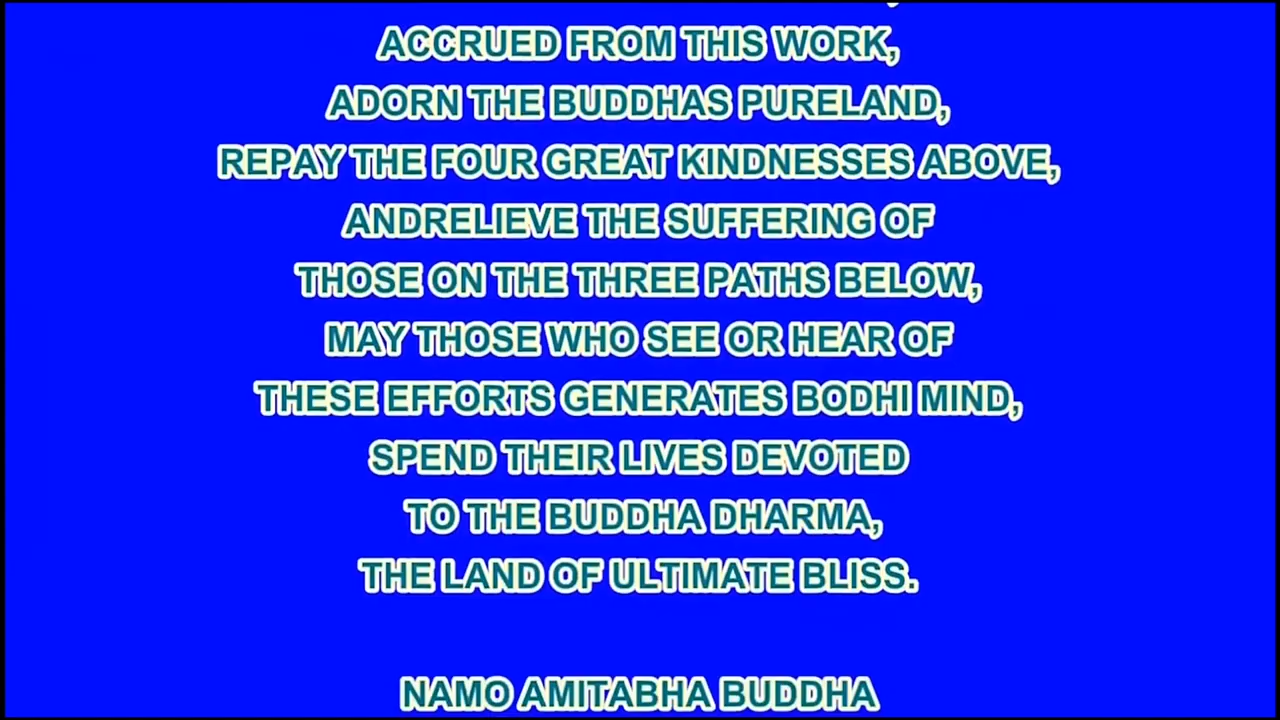 ACCRUED FROM THIS WORK,
ADORN THE BUDDHAS PURELAND,
REPAY THE FOUR GREAT KINDNESSES ABOVE,
ANDRELIEVE THE SUFFERING OF
THOSE ON THE THREE PATHS BELOW,
MAY THOSE WHO SEE OR HEAR OF
THESE EFFORTS GENERATES BODHI MIND,
SPEND THEIR LIVES DEVOTED
TO THE BUDDHA DHARMA,
THE LAND OF ULTIMATE BLISS.
NAMO AMITABHA BUDDHA